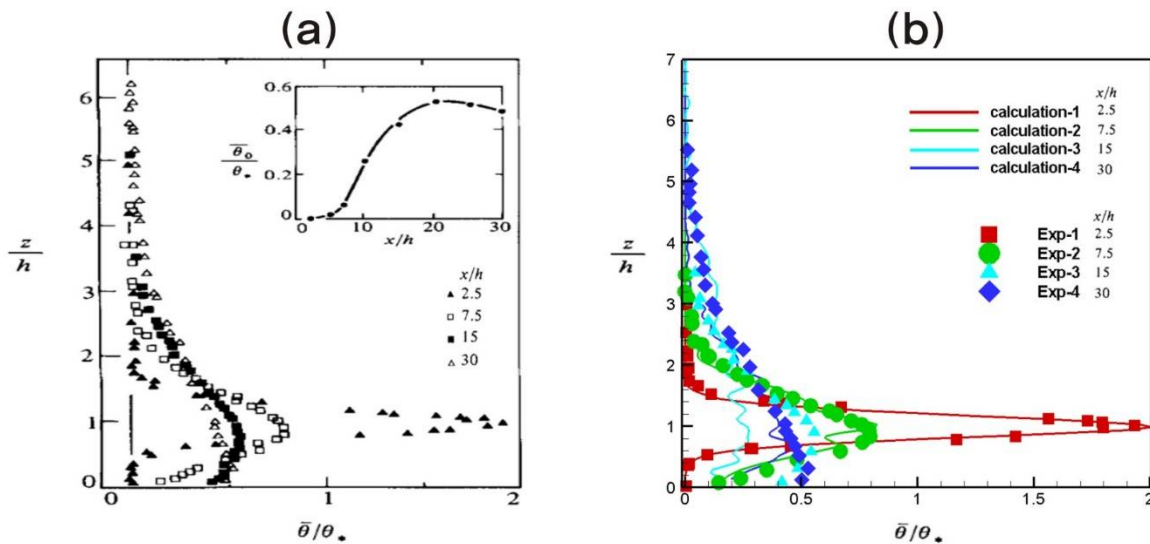 (a)
6
5
4
3
2
1
0
z/h
0
1
2
θ̄/θ*
0.6
0.4
0.2
0
θ̄₀/θ*
10
20
30
x/h
x/h
2.5
7.5
15
30
(b)
7
6
5
4
3
2
1
0
z/h
0
0.5
1
1.5
2
θ̄/θ*
x/h
calculation-1 2.5
calculation-2 7.5
calculation-3 15
calculation-4 30
x/h
Exp-1 2.5
Exp-2 7.5
Exp-3 15
Exp-4 30